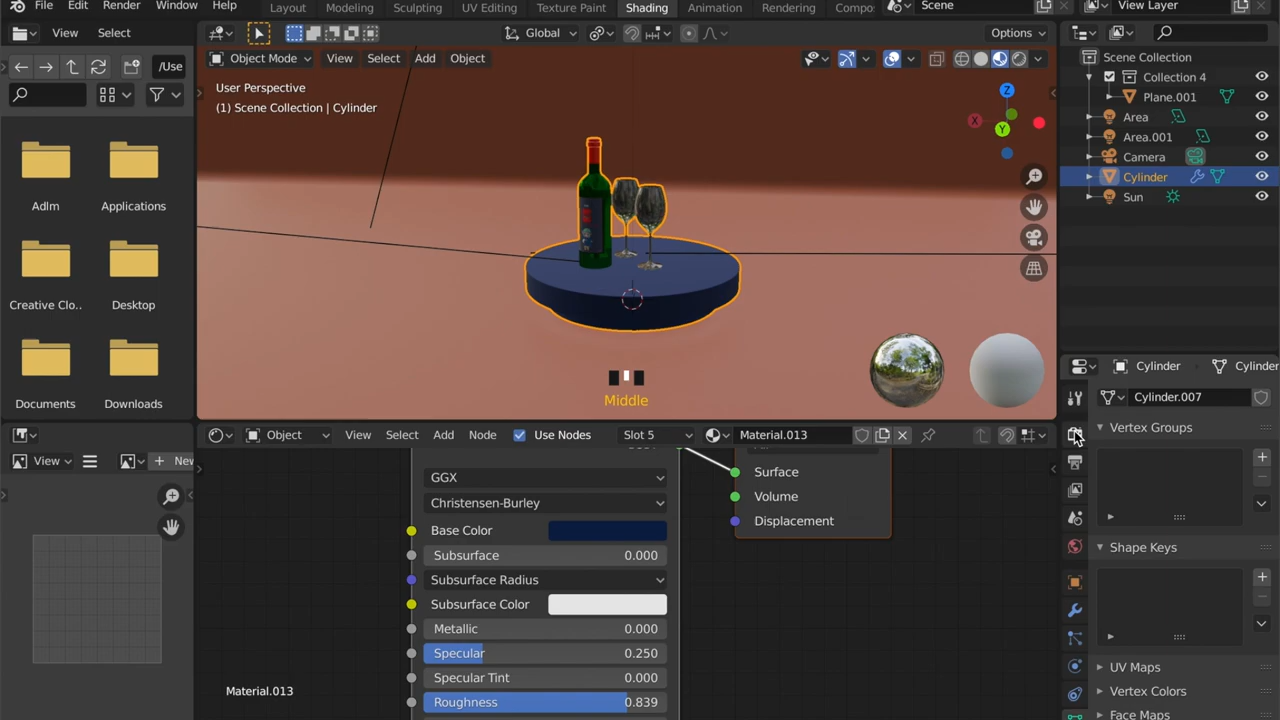 File Edit Render Window Help
Layout Modeling Sculpting UV Editing Texture Paint Shading Animation Rendering Compo
Scene
View Layer
View Select
Global
Options
Object Mode View Select Add Object
/Use
User Perspective
(1) Scene Collection | Cylinder
Z
X
Y
Adlm
Applications
Creative Clo..
Desktop
Documents
Downloads
Middle
Scene Collection
Collection 4
Plane.001
Area
Area.001
Camera
Cylinder
Sun
Cylinder
Cylinder
Cylinder.007
Vertex Groups
Shape Keys
UV Maps
Vertex Colors
Face Maps
Object View Select Add Node Use Nodes Slot 5 Material.013
View
New
GGX
Christensen-Burley
Base Color
Subsurface 0.000
Subsurface Radius
Subsurface Color
Metallic 0.000
Specular 0.250
Specular Tint 0.000
Roughness 0.839
Surface
Volume
Displacement
Material.013